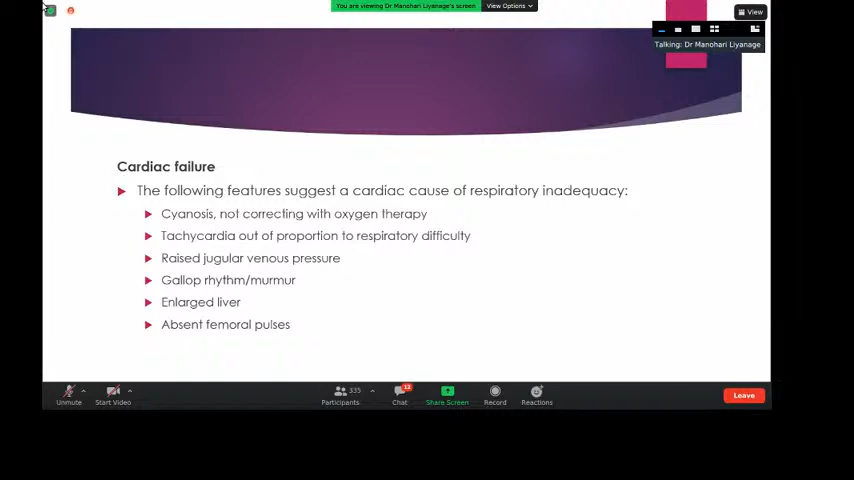 You are viewing Dr Manohari Liyanage's screen
View Options
View
Talking: Dr Manohari Liyanage
Cardiac failure
The following features suggest a cardiac cause of respiratory inadequacy:
Cyanosis, not correcting with oxygen therapy
Tachycardia out of proportion to respiratory difficulty
Raised jugular venous pressure
Gallop rhythm/murmur
Enlarged liver
Absent femoral pulses
335
12
Unmute
Start Video
Participants
Chat
Share Screen
Record
Reactions
Leave